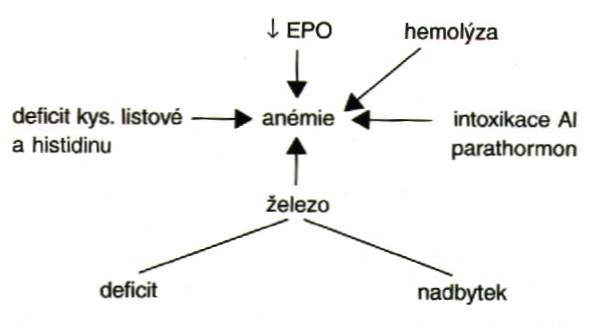 ↓ EPO
hemolýza
deficit kys. listové
a histidinu
anémie
intoxikace Al
parathormon
železo
deficit
nadbytek